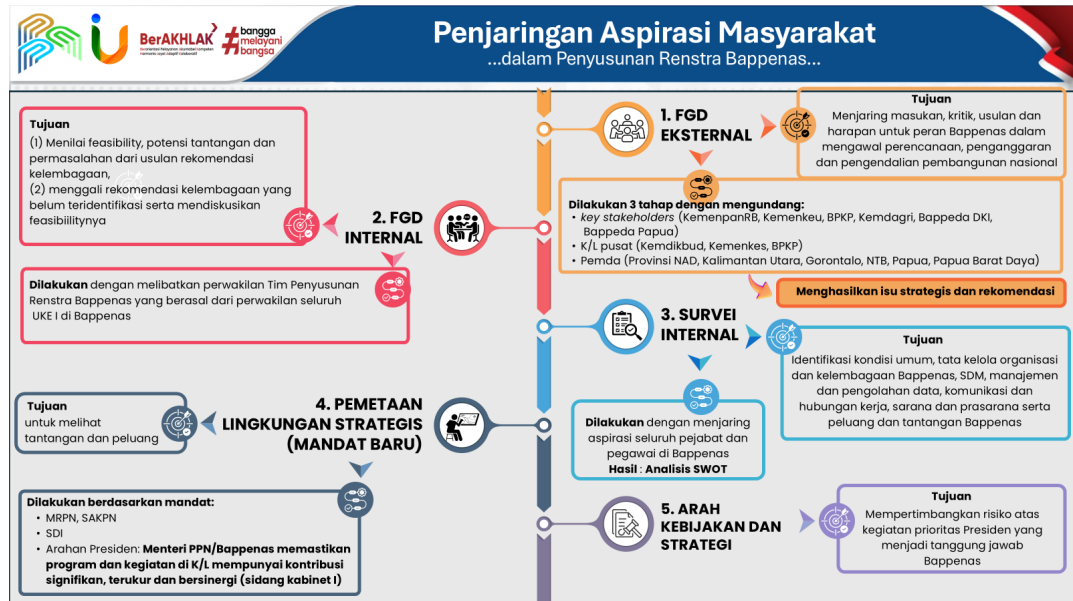 BerAKHLAK
#bangga
melayani
bangsa
Penjaringan Aspirasi Masyarakat
...dalam Penyusunan Renstra Bappenas...
1. FGD
EKSTERNAL
Tujuan
Menjaring masukan, kritik, usulan dan
harapan untuk peran Bappenas dalam
mengawal perencanaan, penganggaran
dan pengendalian pembangunan nasional
Dilakukan 3 tahap dengan mengundang:
• key stakeholders (KemenpanRB, Kemenkeu, BPKP, Kemdagri, Bappeda DKI,
Bappeda Papua)
• K/L pusat (Kemdikbud, Kemenkes, BPKP)
• Pemda (Provinsi NAD, Kalimantan Utara, Gorontalo, NTB, Papua, Papua Barat Daya)
Menghasilkan isu strategis dan rekomendasi
2. FGD
INTERNAL
Tujuan
(1) Menilai feasibility, potensi tantangan dan
permasalahan dari usulan rekomendasi
kelembagaan,
(2) menggali rekomendasi kelembagaan yang
belum teridentifikasi serta mendiskusikan
feasibiilitynya
Dilakukan dengan melibatkan perwakilan Tim Penyusunan
Renstra Bappenas yang berasal dari perwakilan seluruh
UKE I di Bappenas
3. SURVEI
INTERNAL
Tujuan
Identifikasi kondisi umum, tata kelola organisasi
dan kelembagaan Bappenas, SDM, manajemen
dan pengolahan data, komunikasi dan
hubungan kerja, sarana dan prasarana serta
peluang dan tantangan Bappenas
Dilakukan dengan menjaring
aspirasi seluruh pejabat dan
pegawai di Bappenas
Hasil : Analisis SWOT
4. PEMETAAN
LINGKUNGAN STRATEGIS
(MANDAT BARU)
Tujuan
untuk melihat
tantangan dan peluang
Dilakukan berdasarkan mandat:
• MRPN, SAKPN
• SDI
• Arahan Presiden: Menteri PPN/Bappenas memastikan
program dan kegiatan di K/L mempunyai kontribusi
signifikan, terukur dan bersinergi (sidang kabinet I)
5. ARAH
KEBIJAKAN DAN
STRATEGI
Tujuan
Mempertimbangkan risiko atas
kegiatan prioritas Presiden yang
menjadi tanggung jawab
Bappenas